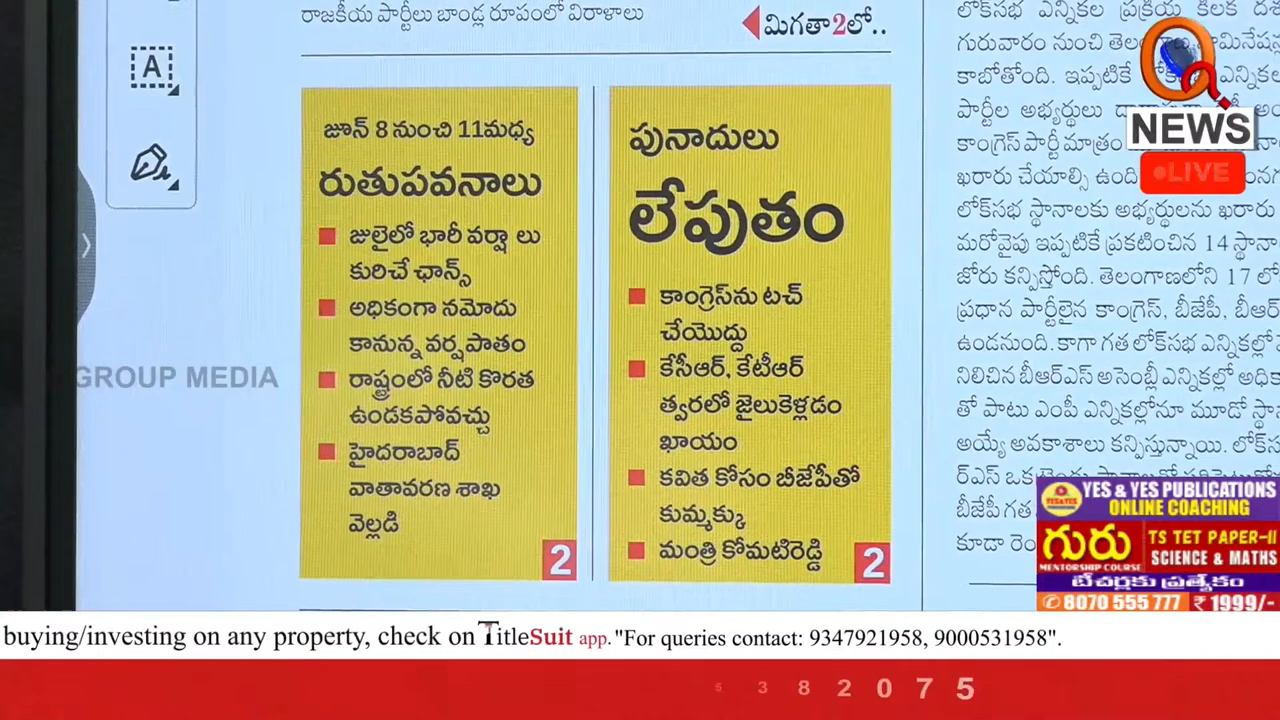 రాజకీయ పార్టీలు బాండ్ల రూపంలో విరాళాలు
మిగతా2లో..
A
జూన్ 8 నుంచి 11మధ్య
రుతుపవనాలు
జులైలో భారీ వర్షా లు
కురిచే ఛాన్స్
అధికంగా నమోదు
కానున్న వర్షపాతం
రాష్ట్రంలో నీటి కొరత
ఉండకపోవచ్చు
హైదరాబాద్
వాతావరణ శాఖ
వెల్లడి
2
పునాదులు
లేపుతం
కాంగ్రెస్‌ను టచ్
చేయొద్దు
కేసీఆర్, కేటీఆర్
త్వరలో జైలుకెళ్లడం
ఖాయం
కవిత కోసం బీజేపీతో
కుమ్మక్కు
మంత్రి కోమటిరెడ్డి
2
లోక్‌సభ ఎన్నికల ప్రక్రియ కీలక
గురువారం నుంచి
కాబోతోంది. ఇప్పటికే
పార్టీల అభ్యర్థులు
కాంగ్రెస్ పార్టీ మాత్రం
ఖరారు చేయాల్సి ఉంది
లోక్‌సభ స్థానాలకు అభ్యర్థులను ఖరారు
మరోవైపు ఇప్పటికే ప్రకటించిన 14
జోరు కన్పిస్తోంది. తెలంగాణలోని 17
ప్రధాన పార్టీలైన కాంగ్రెస్, బీజేపీ,
ఉండనుంది. కాగా గత లోక్‌సభ
నిలిచిన బీఆర్ఎస్ అసెంబ్లీ ఎన్నికల్లో
తో పాటు ఎంపీ ఎన్నికల్లోనూ మూడో
అయ్యే అవకాశాలు కన్పిస్తున్నాయి.
బీజేపీ గత
కూడా
Q
NEWS
LIVE
GROUP MEDIA
YES & YES PUBLICATIONS
ONLINE COACHING
గురు
MENTORSHIP COURSE
TS TET PAPER-II
SCIENCE & MATHS
టీచర్లకు ప్రత్యేకం
8070 555 777 ₹ 1999/-
buying/investing on any property, check on TitleSuit app. "For queries contact: 9347921958, 9000531958".
5 3 8 2 0 7 5